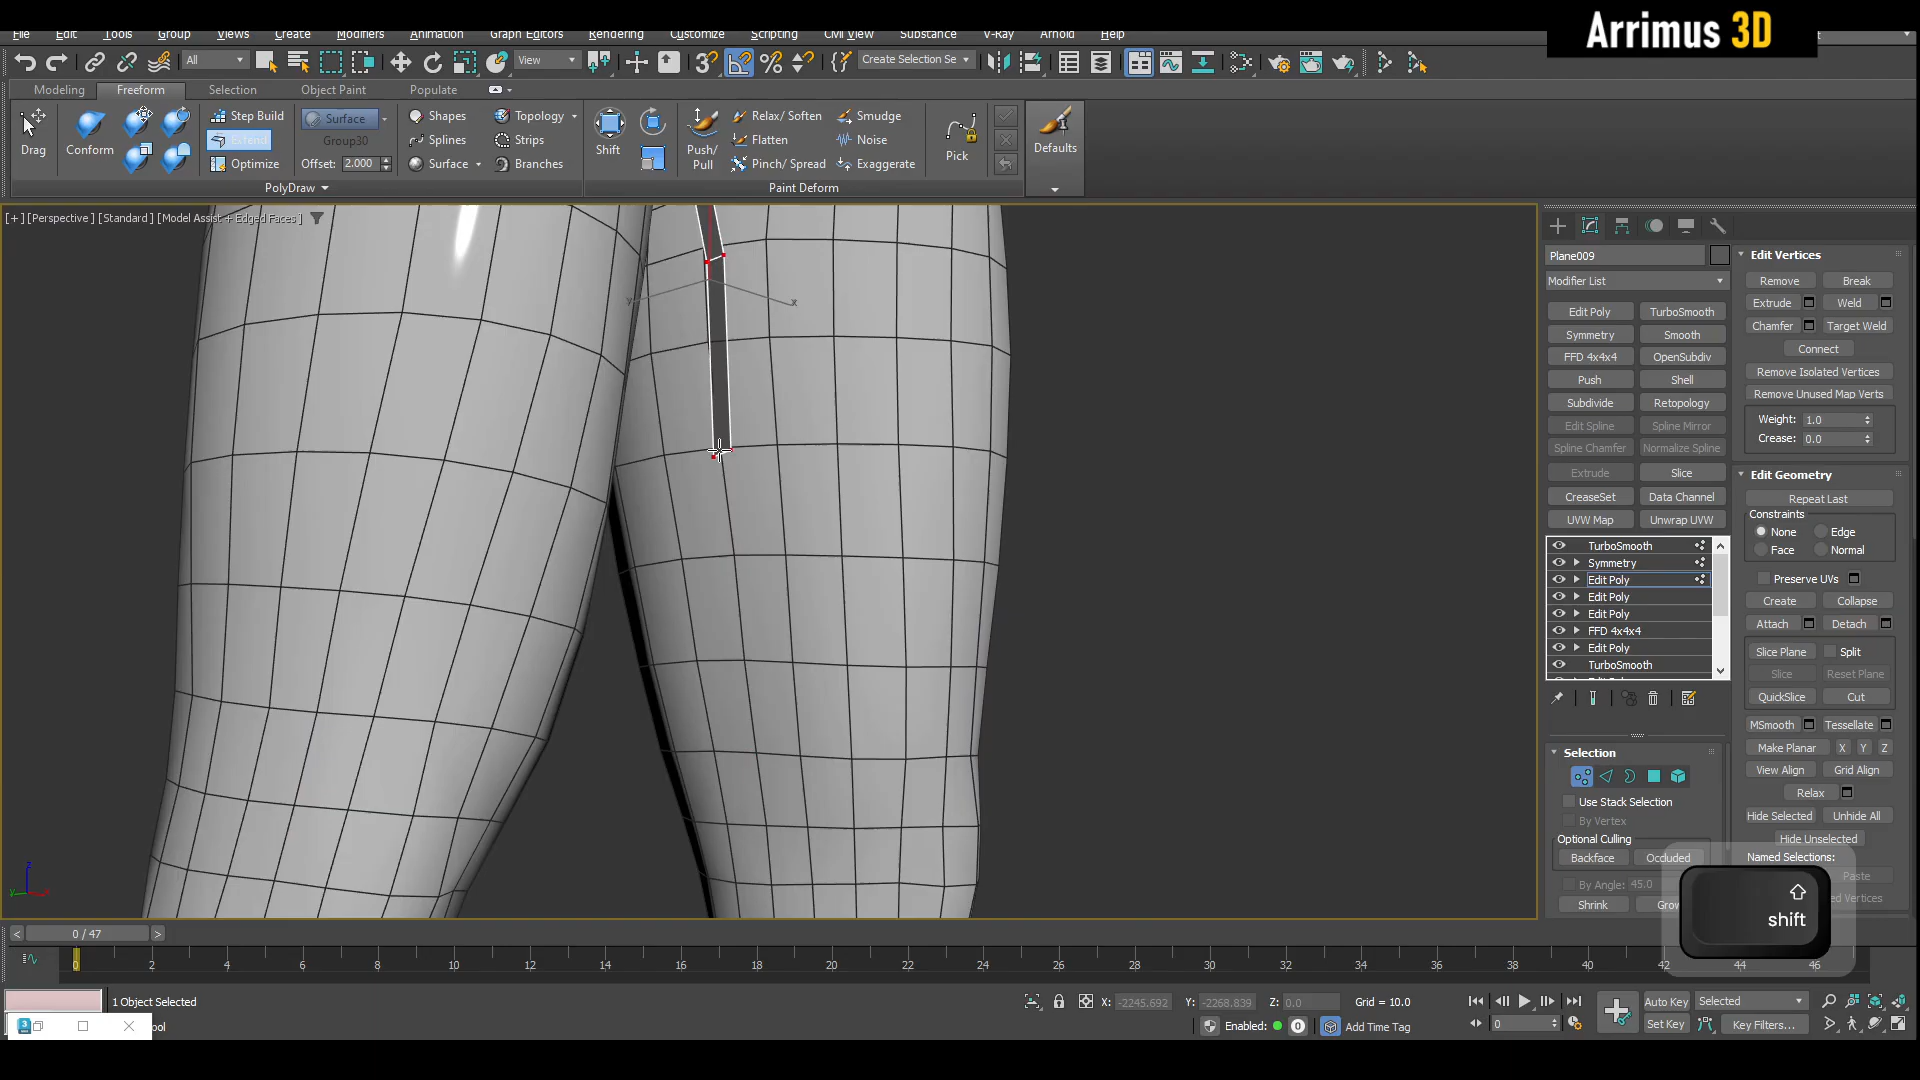 Arrimus 3D
File Edit Tools Group Views Create Modifiers Animation Graph Editors Rendering Customize Scripting Civil View Substance V-Ray Arnold Help
All View Create Selection Se
Modeling Freeform Selection Object Paint Populate
Drag Conform Step Build Extend Optimize Surface Group30 Offset: 2.000 Shapes Splines Surface Topology Strips Branches Shift Push/Pull Relax/ Soften Flatten Pinch/ Spread Smudge Noise Exaggerate Pick Defaults
PolyDraw Paint Deform
[+] [Perspective] [Standard] [Model Assist + Edged Faces]
y x
z y x
Plane009
Modifier List
Edit Poly TurboSmooth
Symmetry Smooth
FFD 4x4x4 OpenSubdiv
Push Shell
Subdivide Retopology
Edit Spline Spline Mirror
Spline Chamfer Normalize Spline
Extrude Slice
CreaseSet Data Channel
UVW Map Unwrap UVW
TurboSmooth
Symmetry
Edit Poly
Edit Poly
Edit Poly
FFD 4x4x4
Edit Poly
TurboSmooth
Selection
Use Stack Selection
By Vertex
Optional Culling
Backface Occluded
By Angle: 45.0
Shrink Grow
Edit Vertices
Remove Break
Extrude Weld
Chamfer Target Weld
Connect
Remove Isolated Vertices
Remove Unused Map Verts
Weight: 1.0
Crease: 0.0
Edit Geometry
Repeat Last
Constraints
None Edge
Face Normal
Preserve UVs
Create Collapse
Attach Detach
Slice Plane Split
Slice Reset Plane
QuickSlice Cut
MSmooth Tessellate
Make Planar X Y Z
View Align Grid Align
Relax
Hide Selected Unhide All
Hide Unselected
Named Selections:
Paste
shift
0 / 47
0 2 4 6 8 10 12 14 16 18 20 22 24 26 28 30 32 34 36 38 40 42 44 46
1 Object Selected X: -2245.692 Y: -2268.839 Z: 0.0 Grid = 10.0 Auto Key Selected
Enabled: 0 Add Time Tag 0 Set Key Key Filters...